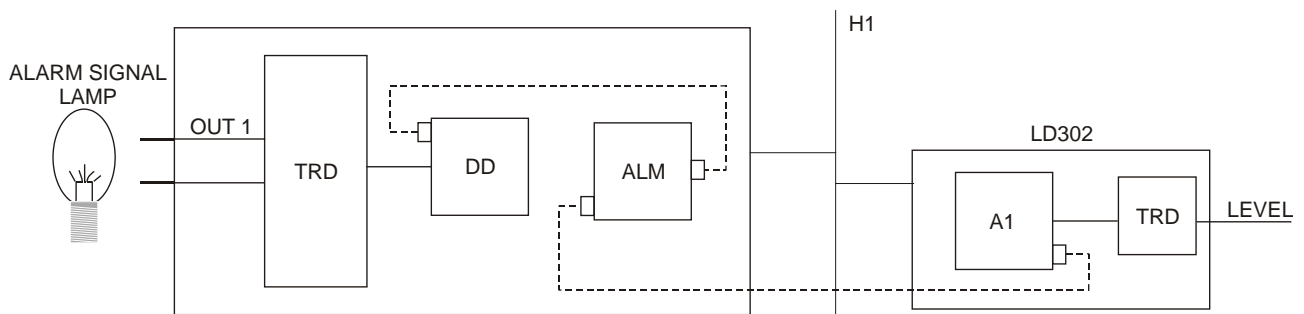 H1
ALARM SIGNAL
LAMP
OUT 1
TRD
DD
ALM
LD302
A1
TRD
LEVEL